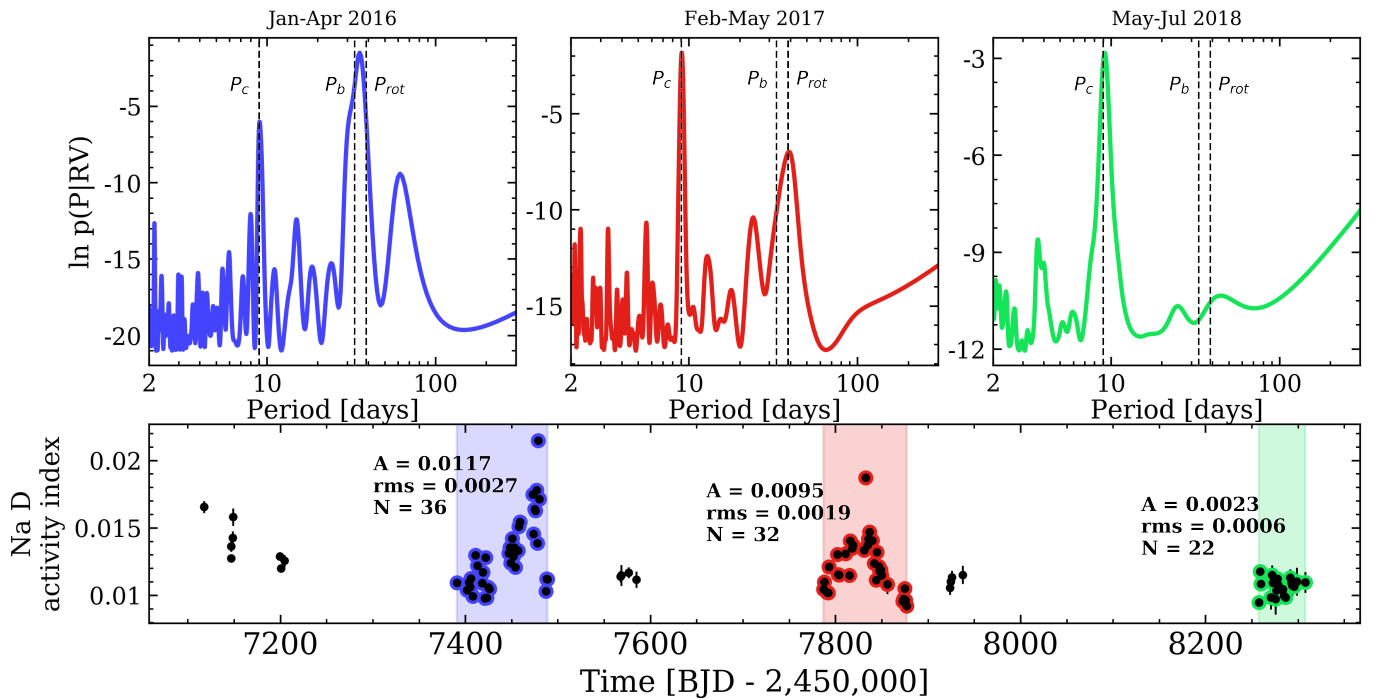 Jan-Apr 2016
Feb-May 2017
May-Jul 2018
ln p(P|RV)
-5
-10
-15
-20
P_c
P_b
P_rot
2
10
100
Period [days]
-5
-10
-15
P_c
P_b
P_rot
2
10
100
Period [days]
-3
-6
-9
-12
P_c
P_b
P_rot
2
10
100
Period [days]
Na D
activity index
0.02
0.015
0.01
A = 0.0117
rms = 0.0027
N = 36
A = 0.0095
rms = 0.0019
N = 32
A = 0.0023
rms = 0.0006
N = 22
7200
7400
7600
7800
8000
8200
Time [BJD - 2,450,000]